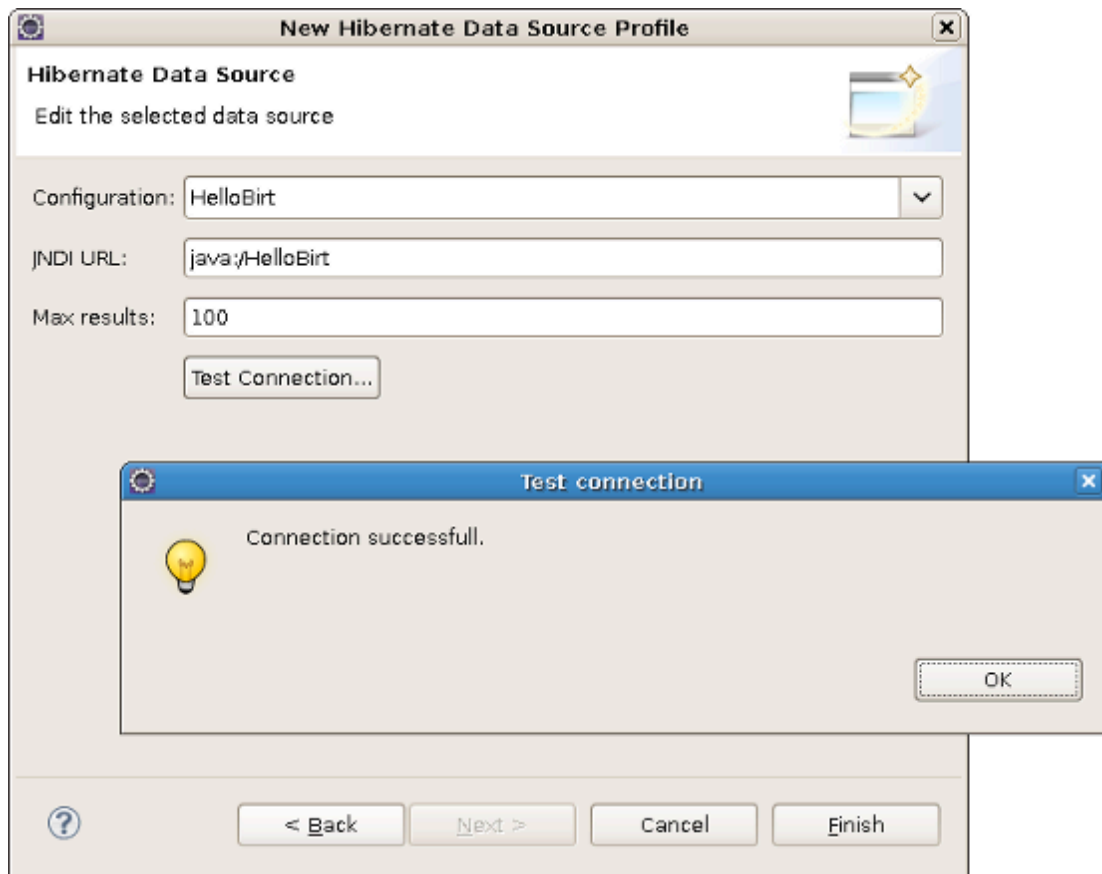 New Hibernate Data Source Profile
Hibernate Data Source
Edit the selected data source
Configuration: HelloBirt
JNDI URL: java:/HelloBirt
Max results: 100
Test Connection...
Test connection
Connection successfull.
OK
< Back Next > Cancel Finish